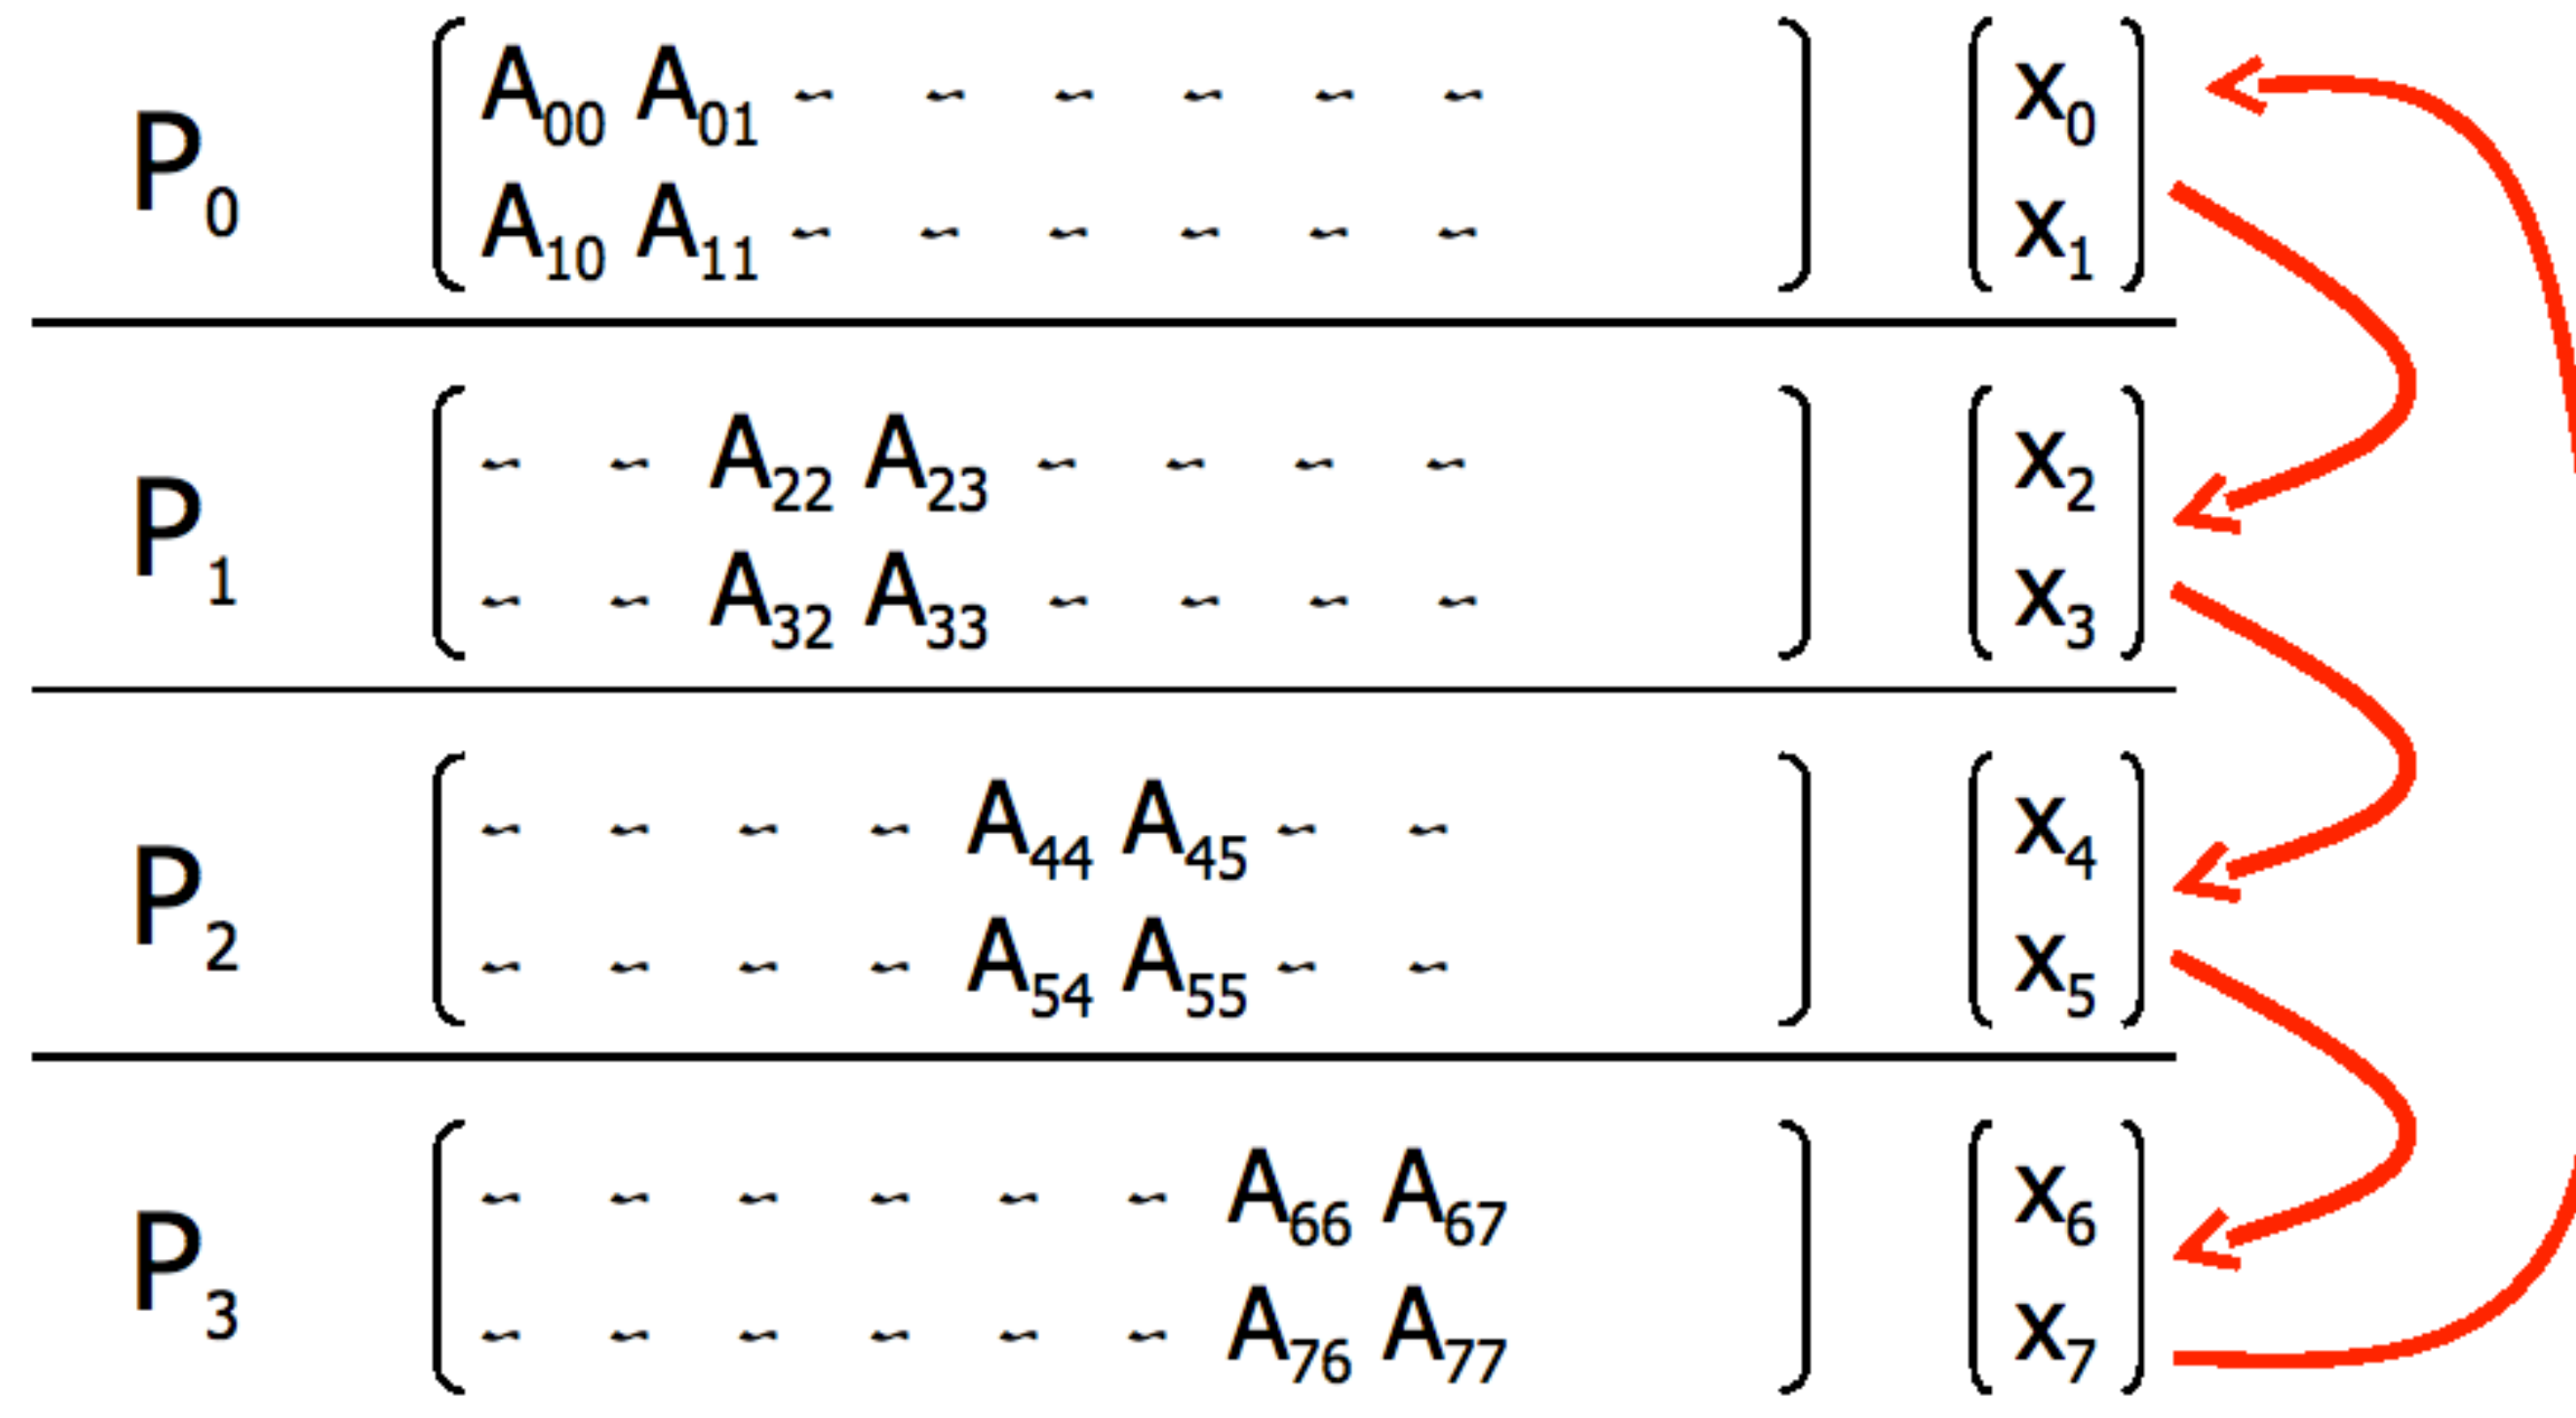 P₀
A₀₀ A₀₁ x₀
A₁₀ A₁₁ x₁
P₁
A₂₂ A₂₃ x₂
A₃₂ A₃₃ x₃
P₂
A₄₄ A₄₅ x₄
A₅₄ A₅₅ x₅
P₃
A₆₆ A₆₇ x₆
A₇₆ A₇₇ x₇